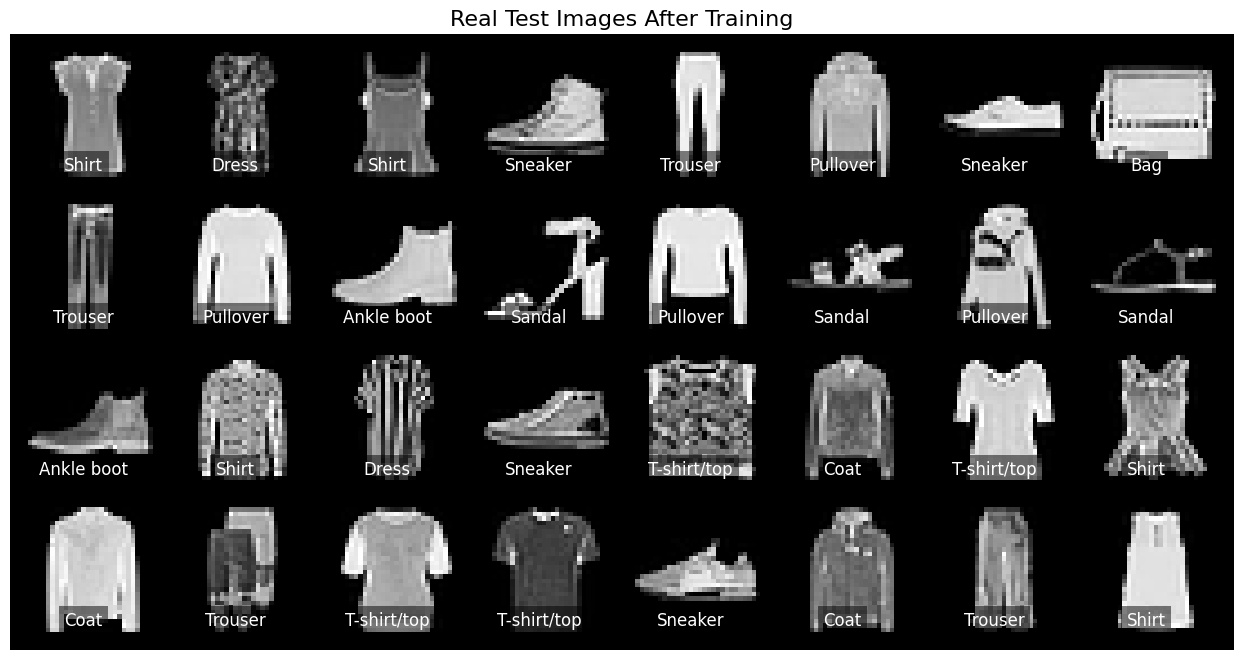 Real Test Images After Training
Shirt Dress Shirt Sneaker Trouser Pullover Sneaker Bag
Trouser Pullover Ankle boot Sandal Pullover Sandal Pullover Sandal
Ankle boot Shirt Dress Sneaker T-shirt/top Coat T-shirt/top Shirt
Coat Trouser T-shirt/top T-shirt/top Sneaker Coat Trouser Shirt